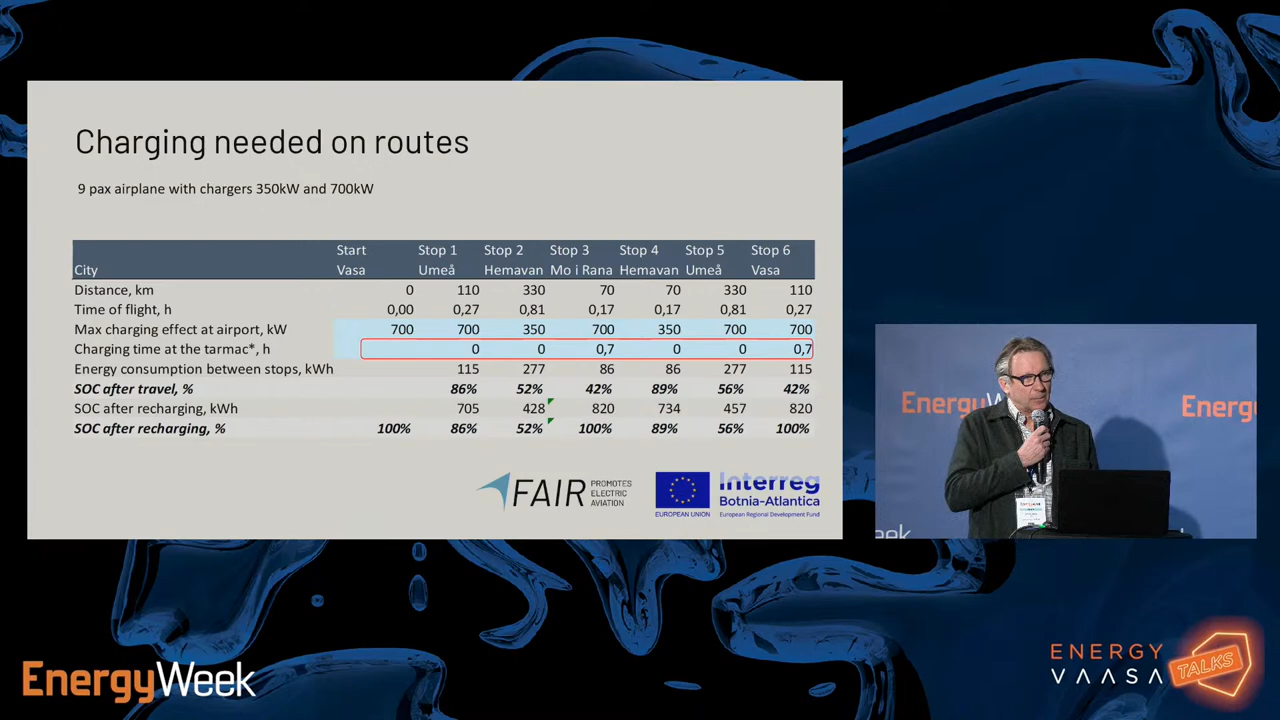 Charging needed on routes
9 pax airplane with chargers 350kW and 700kW
Start Stop 1 Stop 2 Stop 3 Stop 4 Stop 5 Stop 6
City Vasa Umeå Hemavan Mo i Rana Hemavan Umeå Vasa
Distance, km 0 110 330 70 70 330 110
Time of flight, h 0,00 0,27 0,81 0,17 0,17 0,81 0,27
Max charging effect at airport, kW 700 700 350 700 350 700 700
Charging time at the tarmac*, h 0 0 0,7 0 0 0,7
Energy consumption between stops, kWh 115 277 86 86 277 115
SOC after travel, % 86% 52% 42% 89% 56% 42%
SOC after recharging, kWh 705 428 820 734 457 820
SOC after recharging, % 100% 86% 52% 100% 89% 56% 100%
FAIR PROMOTES ELECTRIC AVIATION
EUROPEAN UNION
Interreg
Botnia-Atlantica
European Regional Development Fund
EnergyWe
Energy
eek
EnergyWeek
ENERGY
VAASA TALKS